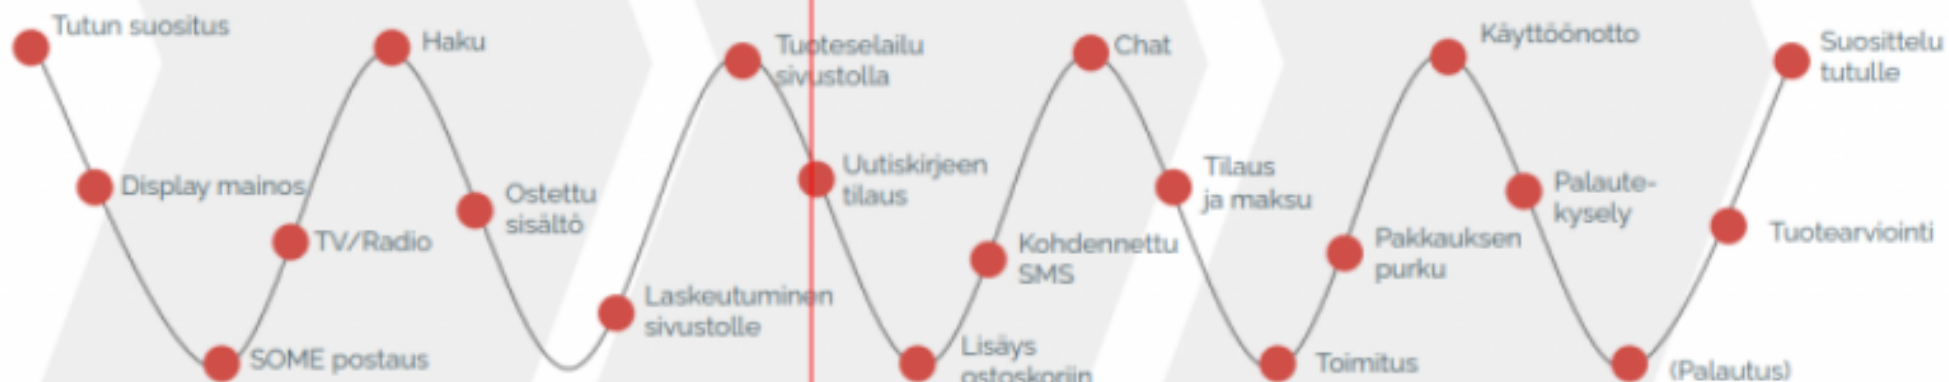 Tutun suositus
Display mainos
SOME postaus
TV/Radio
Haku
Ostettu
sisältö
Laskeutuminen
sivustolle
Tuoteselailu
sivustolla
Uutiskirjeen
tilaus
Lisäys
ostoskoriin
Kohdennettu
SMS
Chat
Tilaus
ja maksu
Toimitus
Pakkauksen
purku
Käyttöönotto
Palaute-
kysely
(Palautus)
Tuotearviointi
Suosittelu
tutulle